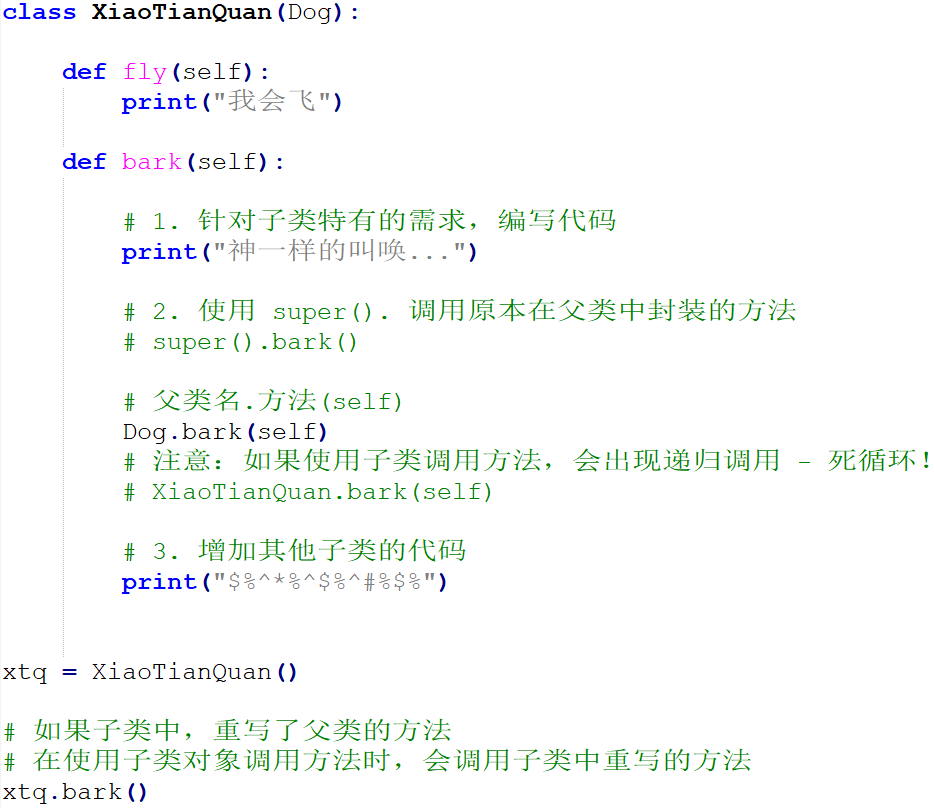 class XiaoTianQuan(Dog):
def fly(self):
print("我会飞")
def bark(self):
# 1. 针对子类特有的需求，编写代码
print("神一样的叫唤...")
# 2. 使用 super(). 调用原本在父类中封装的方法
# super().bark()
# 父类名.方法(self)
Dog.bark(self)
# 注意：如果使用子类调用方法，会出现递归调用 - 死循环！
# XiaoTianQuan.bark(self)
# 3. 增加其他子类的代码
print("$%^*%^$%^#%$%")
xtq = XiaoTianQuan()
# 如果子类中，重写了父类的方法
# 在使用子类对象调用方法时，会调用子类中重写的方法
xtq.bark()